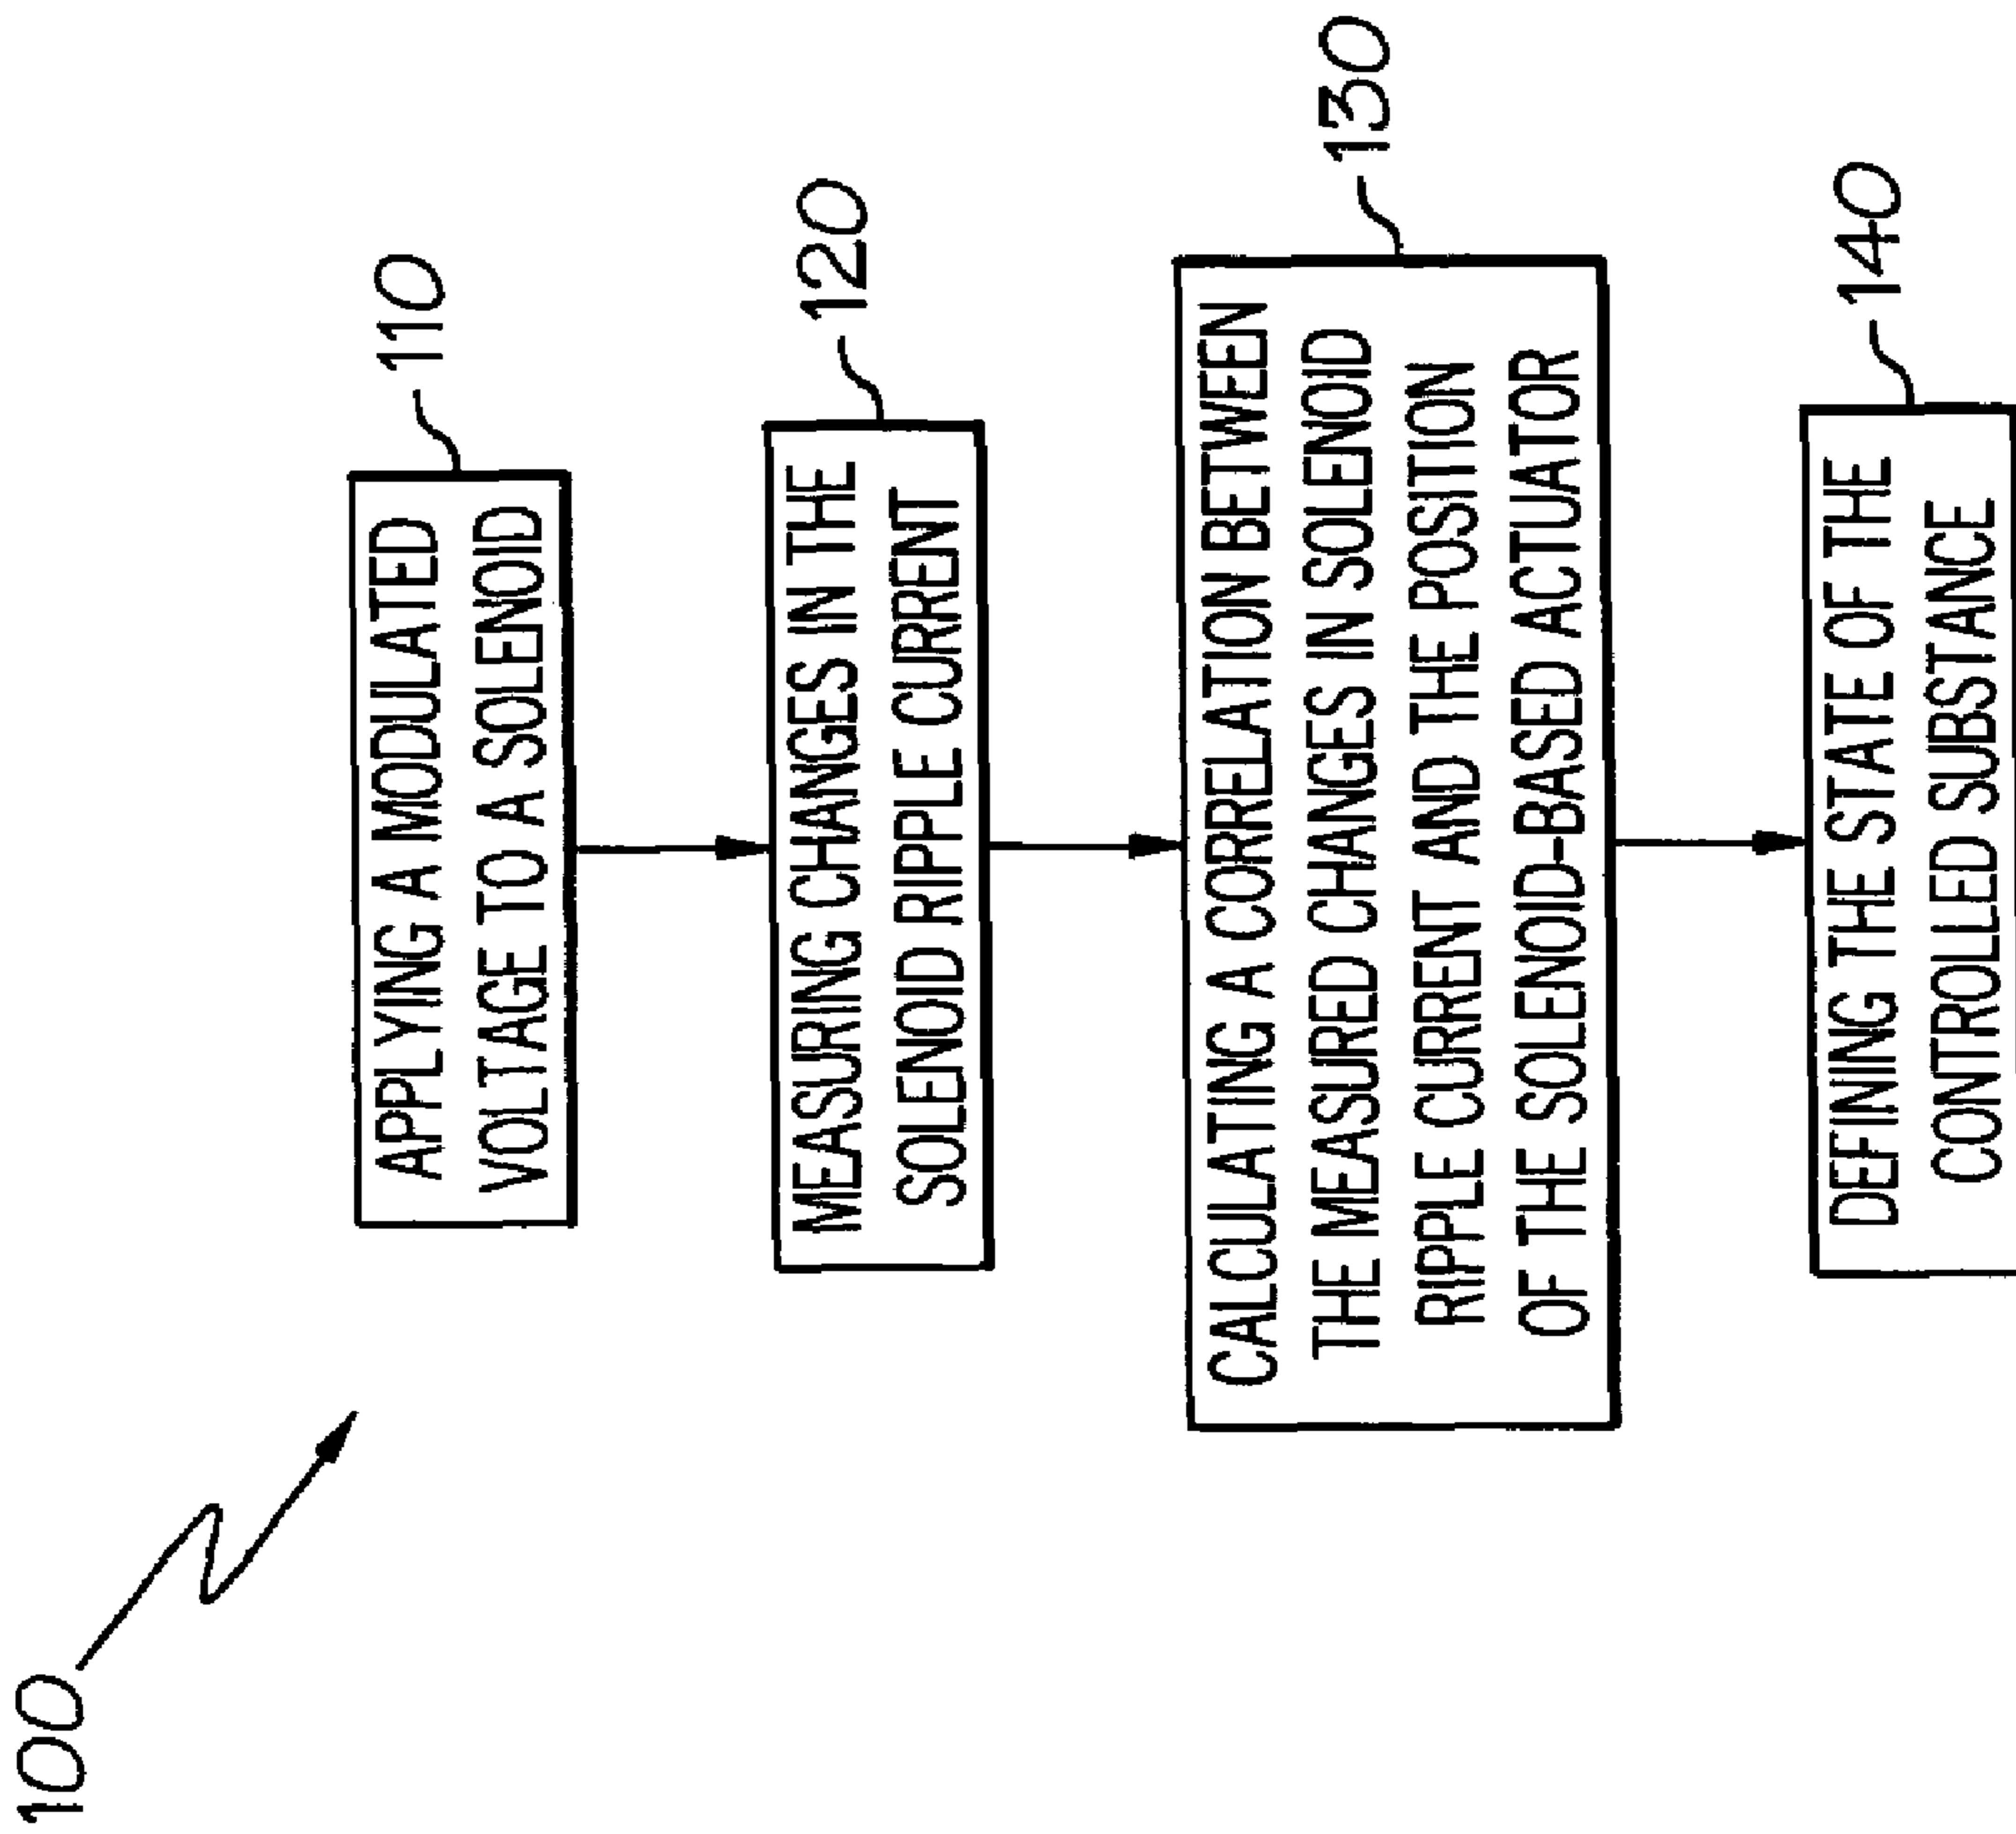 100
110
APPLYING A MODULATED
VOLTAGE TO A SOLENOID
120
MEASURING CHANGES IN THE
SOLENOID RIPPLE CURRENT
130
CALCULATING A CORRELATION BETWEEN
THE MEASURED CHANGES IN SOLENOID
RIPPLE CURRENT AND THE POSITION
OF THE SOLENOID-BASED ACTUATOR
140
DEFINING THE STATE OF THE
CONTROLLED SUBSTANCE